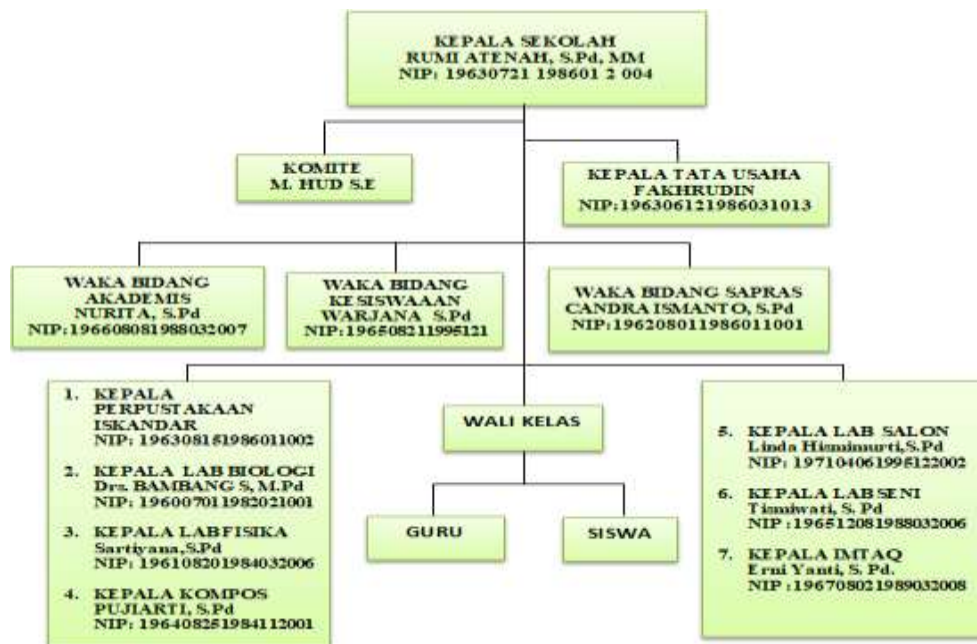 KEPALA SEKOLAH
RUMI ATENAH, S.Pd, MM
NIP: 19630721 198601 2 004
KOMITE
M. HUD S.E
KEPALA TATA USAHA
FAKHRUDIN
NIP:196306121986031013
WAKA BIDANG
AKADEMIS
NURITA, S.Pd
NIP:196608081988032007
WAKA BIDANG
KESISWAAAN
WARJANA S.Pd
NIP:196508211995121
WAKA BIDANG SAPRAS
CANDRA ISMANTO, S.Pd
NIP:196208011986011001
1. KEPALA
PERPUSTAKAAN
ISKANDAR
NIP: 196308151986011002
2. KEPALA LAB BIOLOGI
Drs. BAMBANG S, M.Pd
NIP: 196007011982021001
3. KEPALA LAB FISIKA
Sartiyana,S.Pd
NIP: 196108201984032006
4. KEPALA KOMPOS
PUJIARTI, S.Pd
NIP: 196408251984112001
WALI KELAS
GURU
SISWA
5. KEPALA LAB SALON
Linda Hismimurti,S.Pd
NIP: 197104061995122002
6. KEPALA LAB SENI
Tismiwati, S. Pd
NIP :196512081988032006
7. KEPALA IMTAQ
Erni Yanti, S. Pd.
NIP :196708021989032008